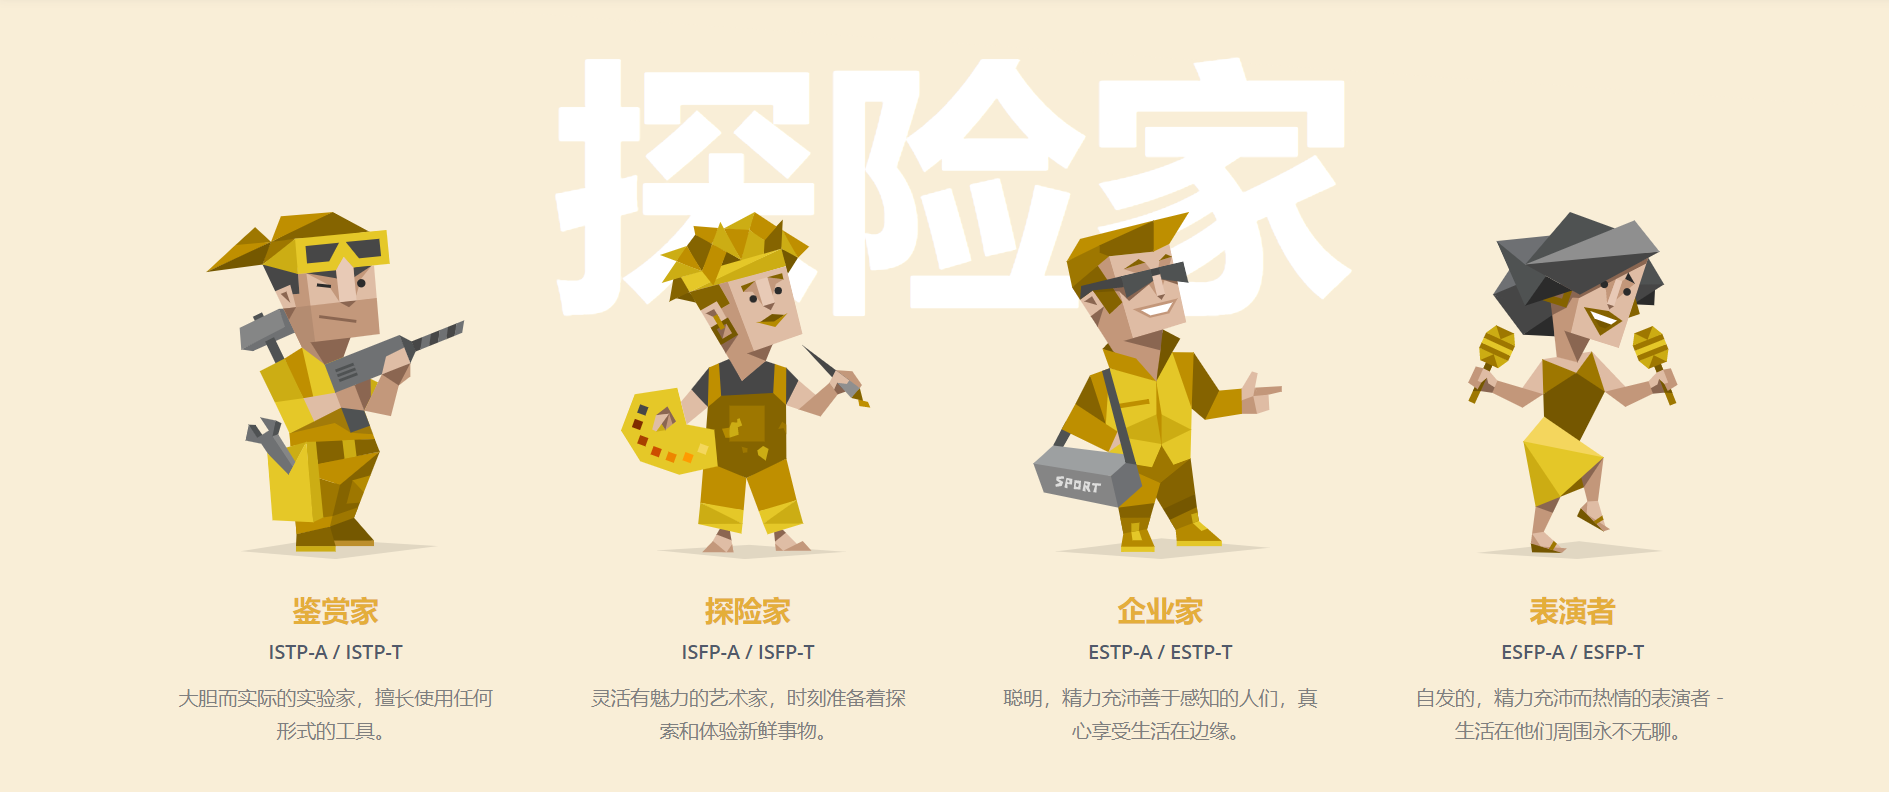 探险家
SPORT
鉴赏家
ISTP-A / ISTP-T
大胆而实际的实验家，擅长使用任何
形式的工具。
探险家
ISFP-A / ISFP-T
灵活有魅力的艺术家，时刻准备着探
索和体验新鲜事物。
企业家
ESTP-A / ESTP-T
聪明，精力充沛善于感知的人们，真
心享受生活在边缘。
表演者
ESFP-A / ESFP-T
自发的，精力充沛而热情的表演者 -
生活在他们周围永不无聊。